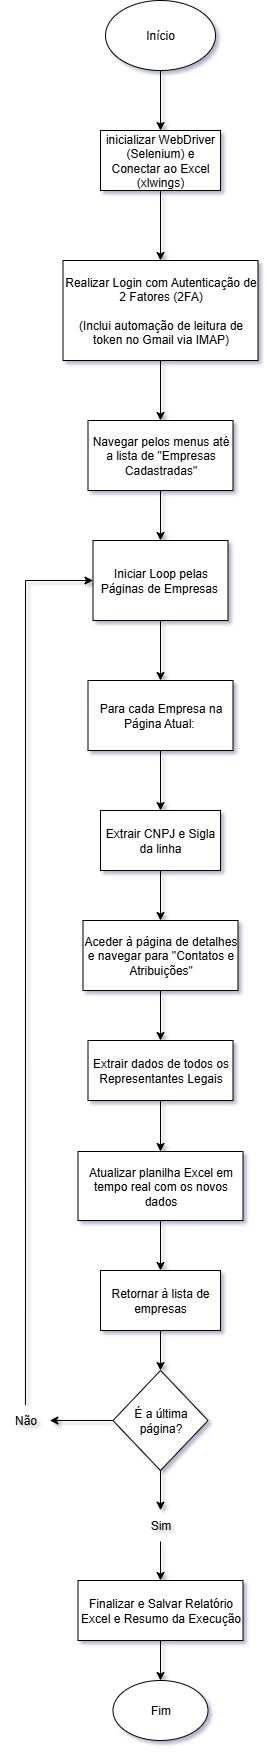 Início
inicializar WebDriver
(Selenium) e
Conectar ao Excel
(xlwings)
Realizar Login com Autenticação de
2 Fatores (2FA)
(Inclui automação de leitura de
token no Gmail via IMAP)
Navegar pelos menus até
a lista de "Empresas
Cadastradas"
Iniciar Loop pelas
Páginas de Empresas
Para cada Empresa na
Página Atual:
Extrair CNPJ e Sigla
da linha
Aceder à página de detalhes
e navegar para "Contatos e
Atribuições"
Extrair dados de todos os
Representantes Legais
Atualizar planilha Excel em
tempo real com os novos
dados
Retornar à lista de
empresas
É a última
página?
Não
Sim
Finalizar e Salvar Relatório
Excel e Resumo da Execução
Fim